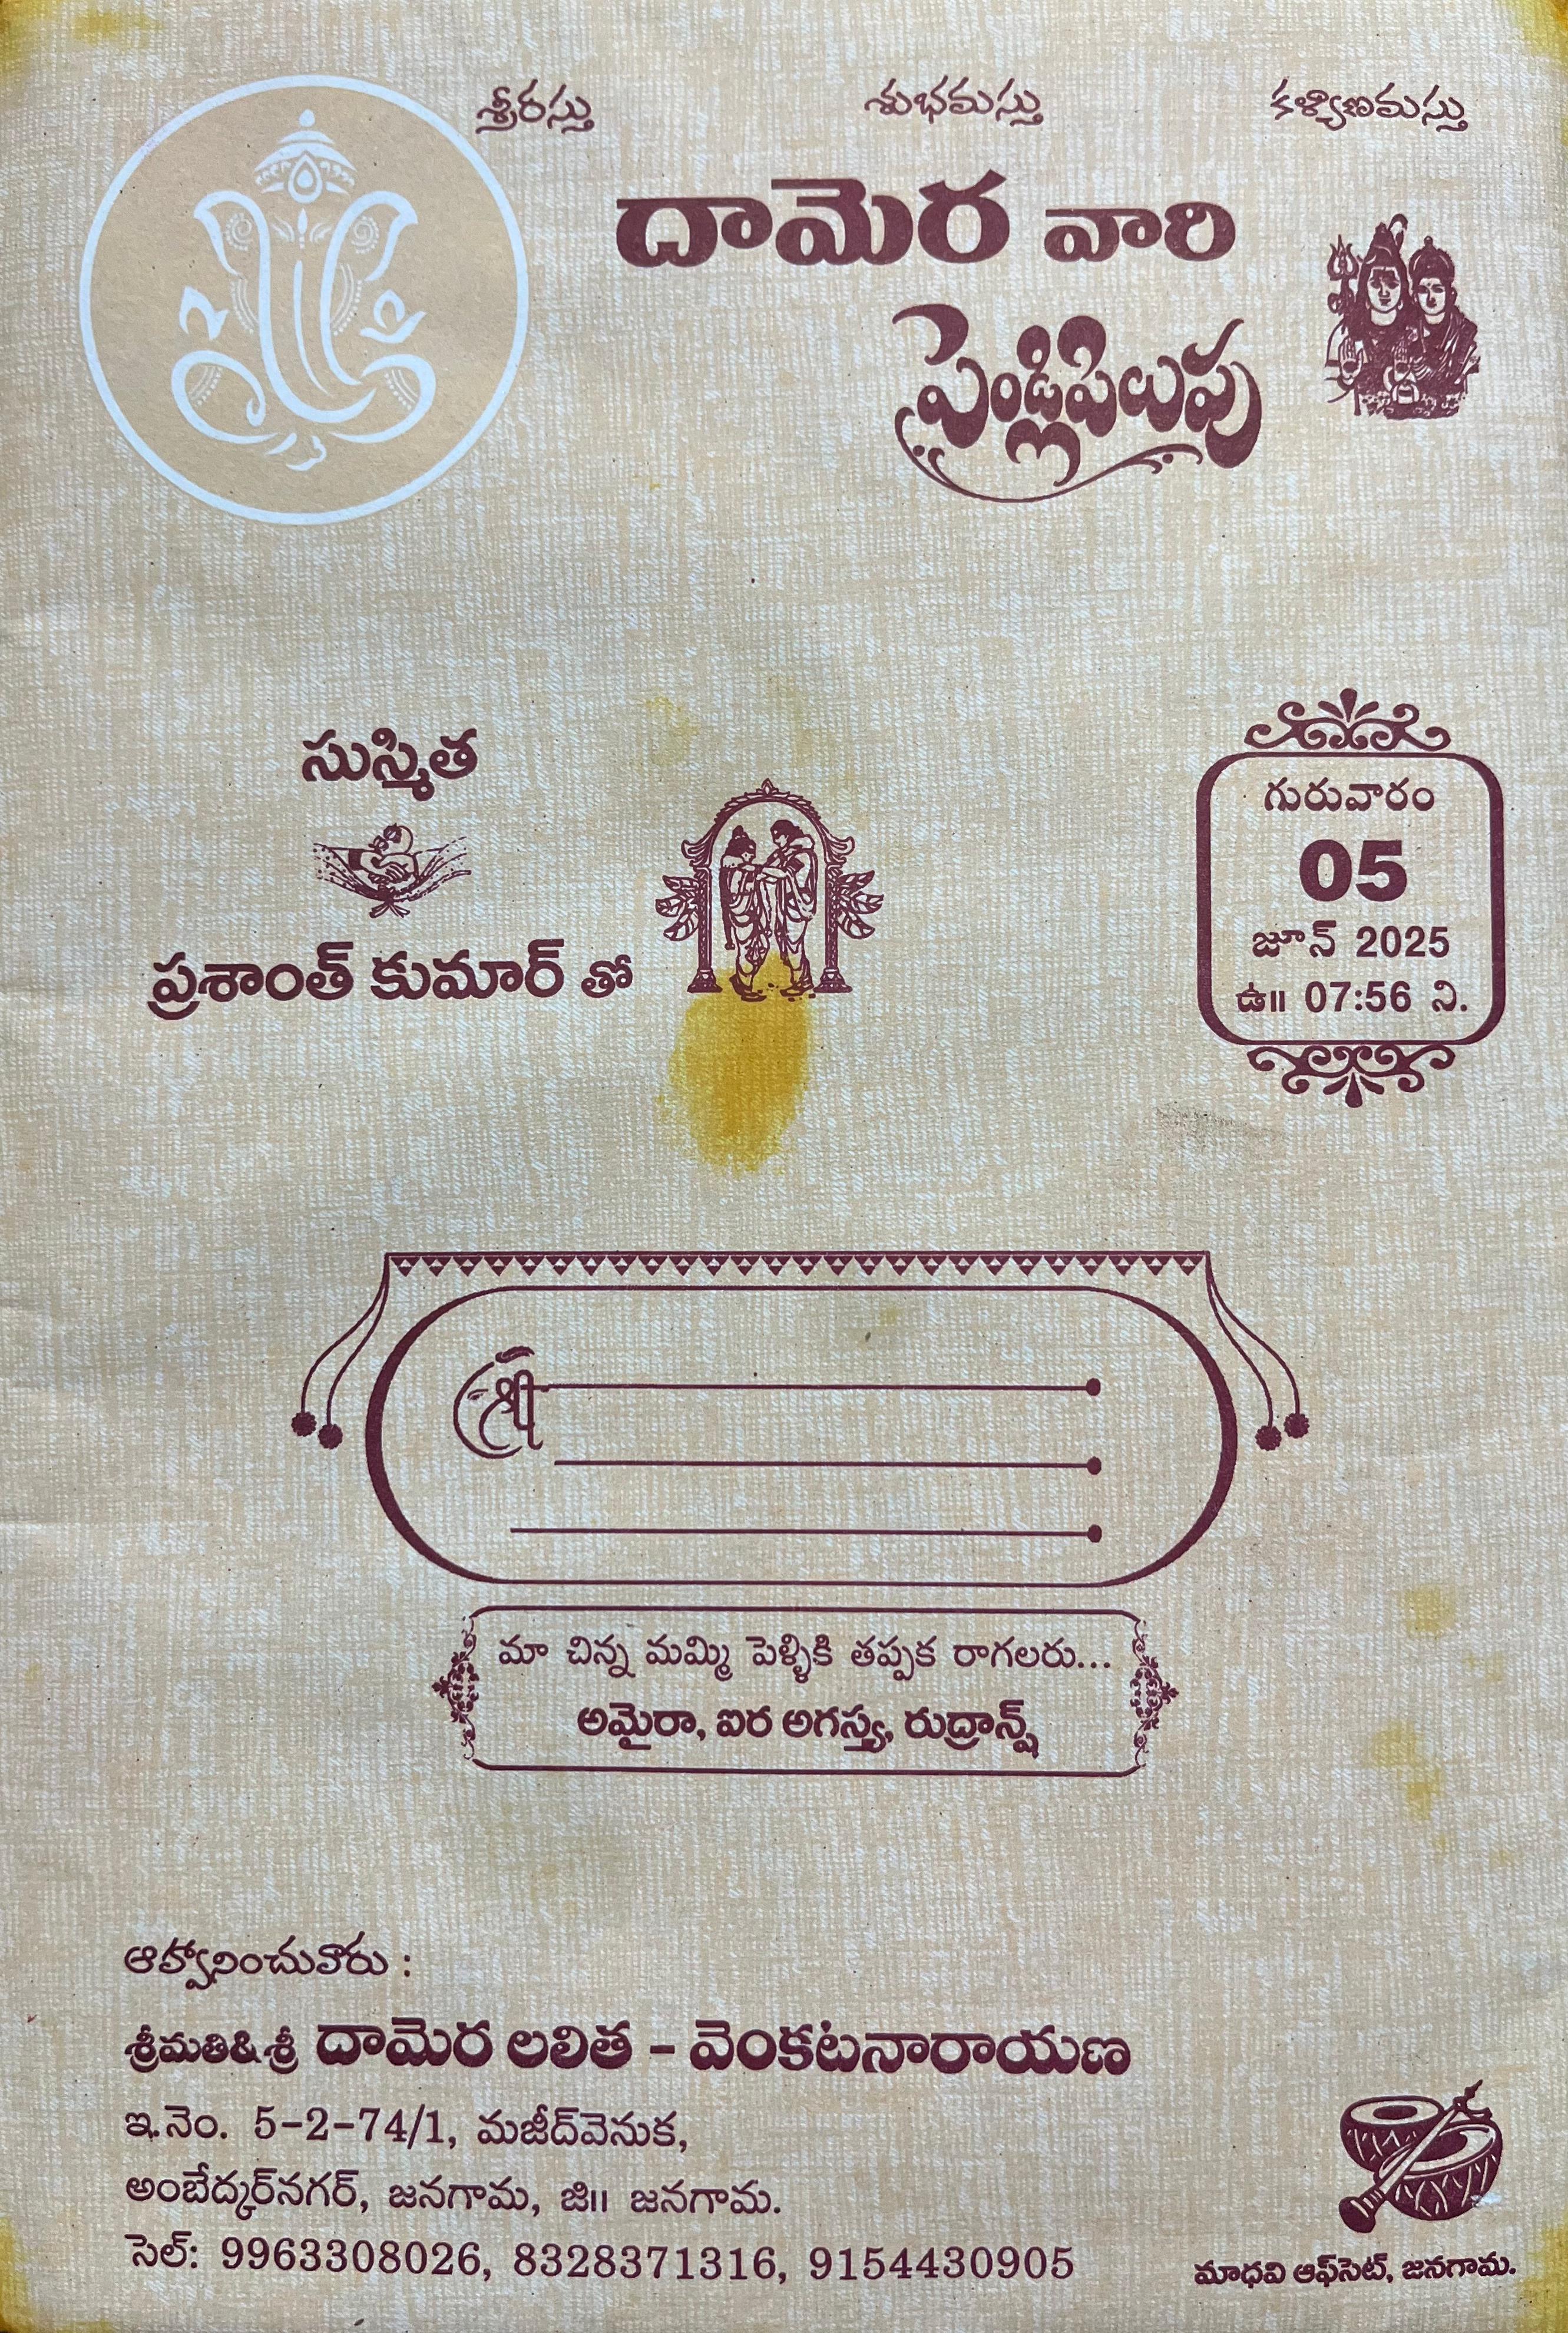 శ్రీరస్తు శుభమస్తు కళ్యాణమస్తు
దామెర వారి
పెండ్లిపిలుపు
సుస్మిత
ప్రశాంత్ కుమార్ తో
గురువారం
05
జూన్ 2025
ఉ॥ 07:56 ని.
श्री
మా చిన్న మమ్మి పెళ్ళికి తప్పక రాగలరు...
అమైరా, ఐర అగస్త్య, రుద్రాన్ష్
ఆహ్వానించువారు :
శ్రీమతి&శ్రీ దామెర లలిత - వెంకటనారాయణ
ఇ.నెం. 5-2-74/1, మజీద్‌వెనుక,
అంబేద్కర్‌నగర్, జనగామ, జి॥ జనగామ.
సెల్: 9963308026, 8328371316, 9154430905
మాధవి ఆఫ్‌సెట్, జనగామ.